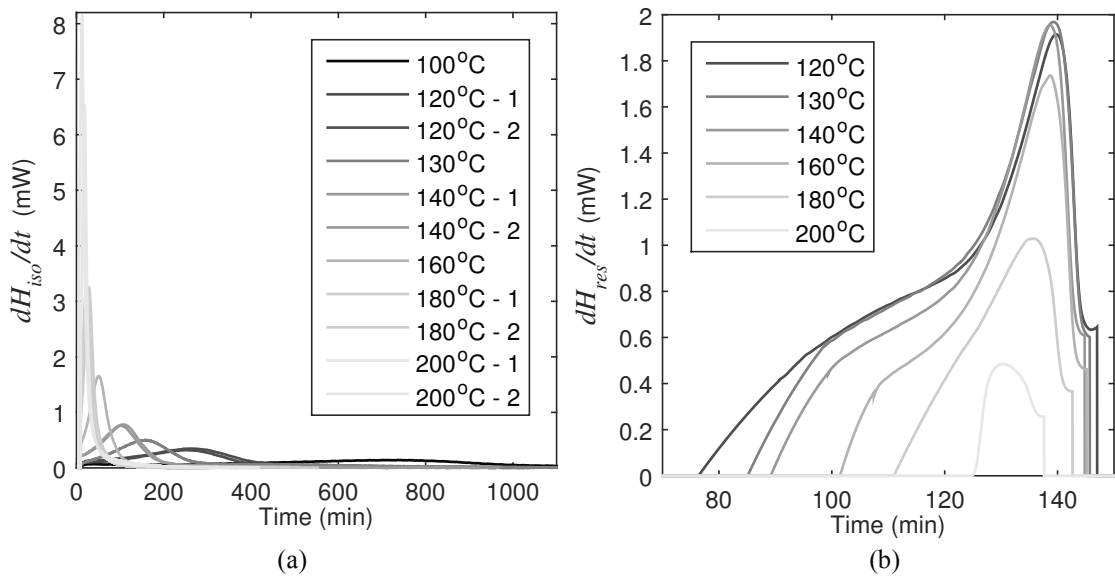 8
7
6
5
4
3
2
1
0
dH_iso/dt (mW)
100°C
120°C - 1
120°C - 2
130°C
140°C - 1
140°C - 2
160°C
180°C - 1
180°C - 2
200°C - 1
200°C - 2
0 200 400 600 800 1000
Time (min)
(a)
2
1.8
1.6
1.4
1.2
1
0.8
0.6
0.4
0.2
0
dH_res/dt (mW)
120°C
130°C
140°C
160°C
180°C
200°C
80 100 120 140
Time (min)
(b)